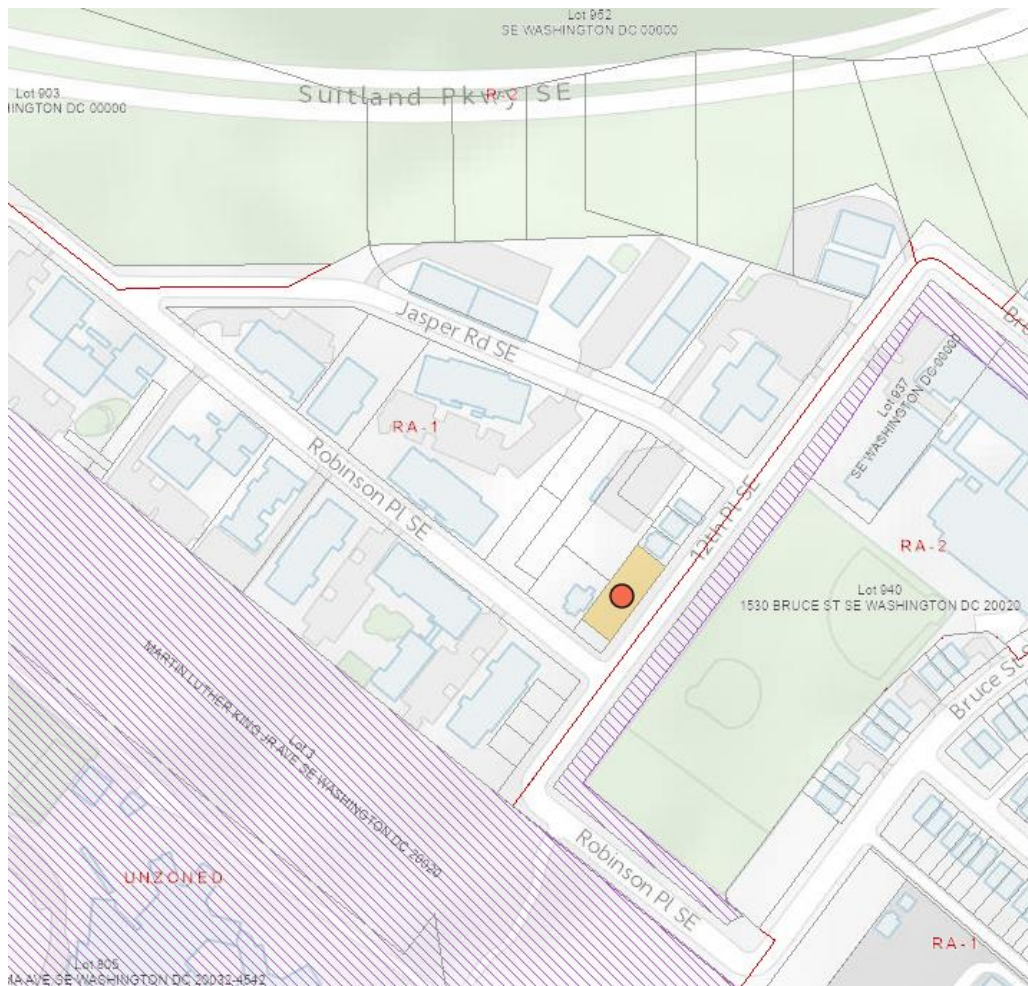 Lot 952
SE WASHINGTON DC 00000
Suitland Pkwy SE
Lot 903
HINGTON DC 00000
Jasper Rd SE
Lot 937
SE WASHINGTON DC 00000
RA-1
Robinson Pl SE
12th Pl SE
RA-2
Lot 940
1530 BRUCE ST SE WASHINGTON DC 20020
Bruce St S
Lot 3
MARTIN LUTHER KING JR AVE SE WASHINGTON DC 20020
Robinson Pl SE
UNZONED
RA-1
Lot 805
MA AVE SE WASHINGTON DC 20032-4542